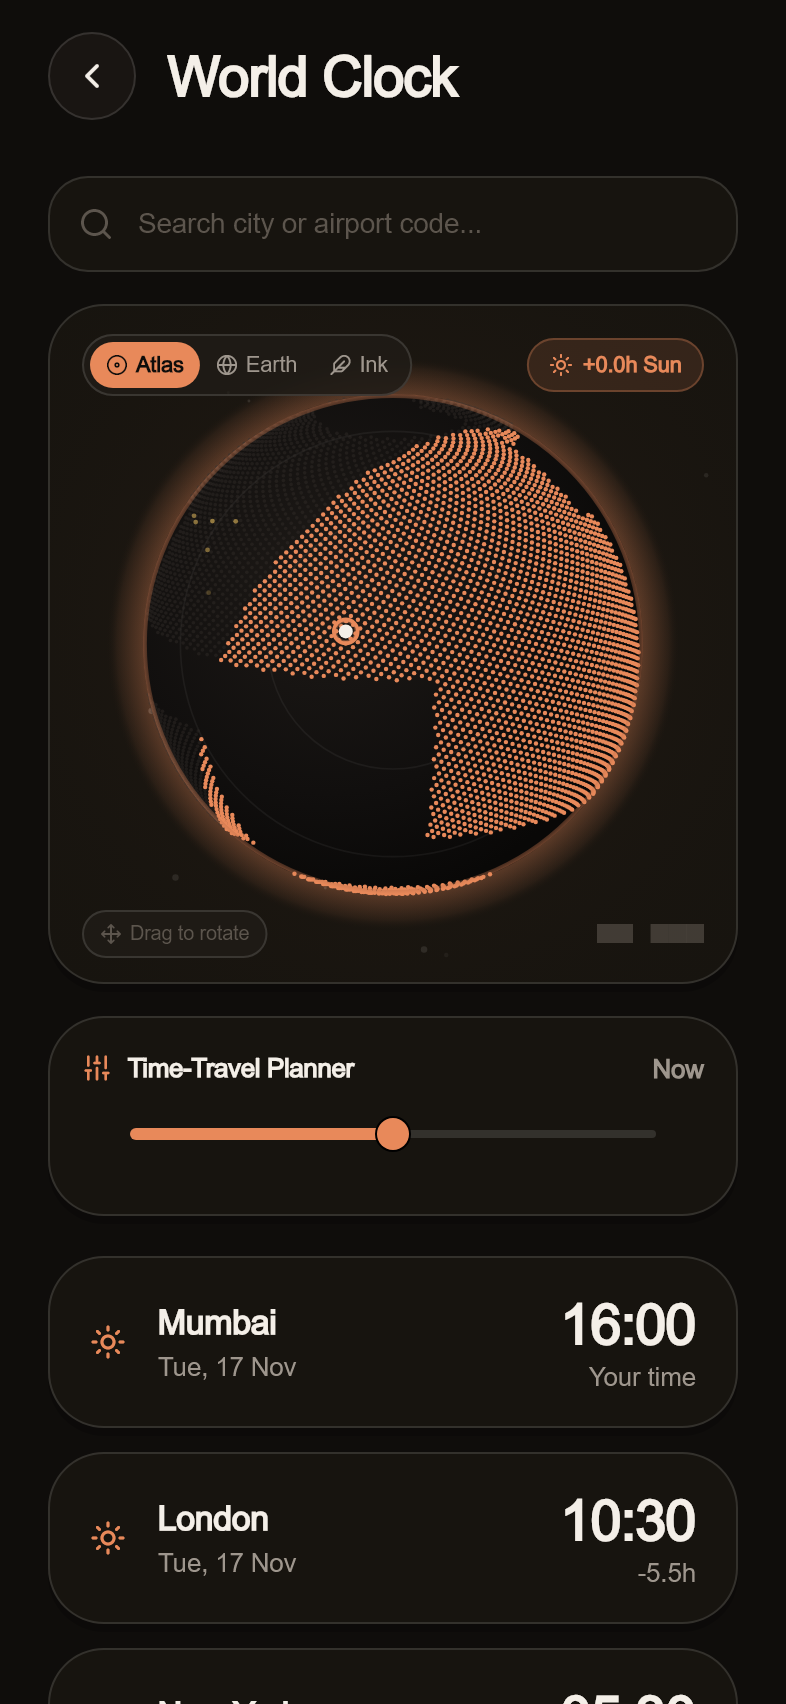 World Clock
Search city or airport code...
Atlas
Earth
Ink
+0.0h Sun
Drag to rotate
Time-Travel Planner
Now
Mumbai
16:00
Tue, 17 Nov
Your time
London
10:30
Tue, 17 Nov
-5.5h